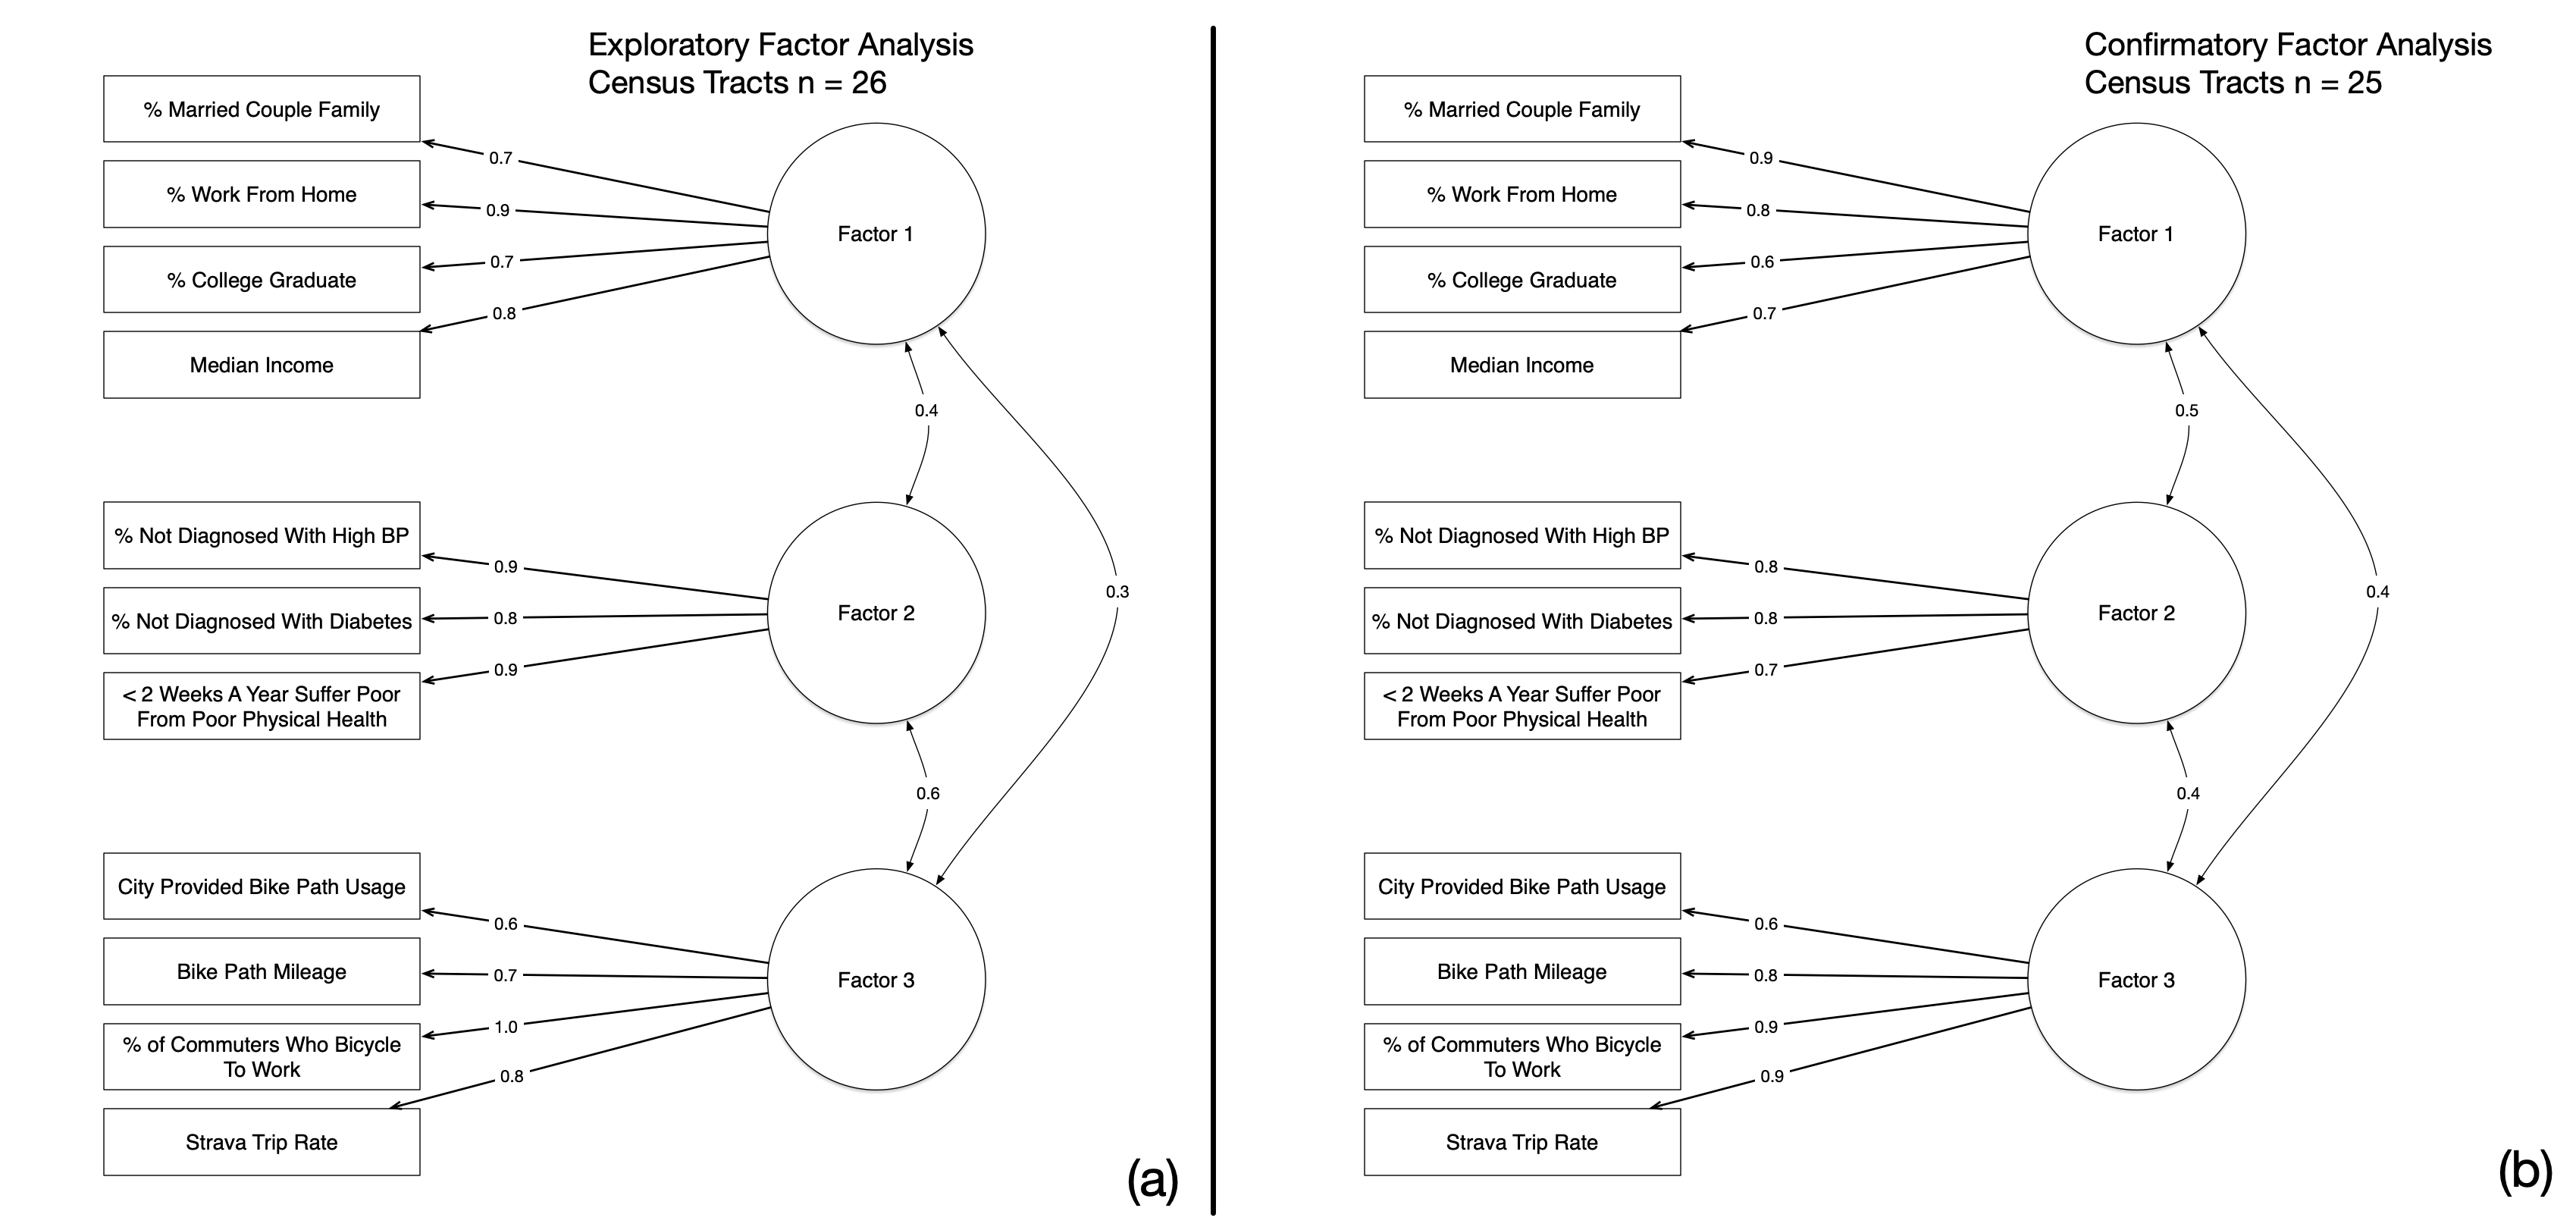 Exploratory Factor Analysis
Census Tracts n = 26
% Married Couple Family
0.7
% Work From Home
0.9
Factor 1
% College Graduate
0.7
0.8
Median Income
0.4
% Not Diagnosed With High BP
0.9
0.3
% Not Diagnosed With Diabetes
0.8
Factor 2
0.9
< 2 Weeks A Year Suffer Poor
From Poor Physical Health
0.6
City Provided Bike Path Usage
0.6
Bike Path Mileage
0.7
Factor 3
1.0
% of Commuters Who Bicycle
To Work
0.8
Strava Trip Rate
(a)
Confirmatory Factor Analysis
Census Tracts n = 25
% Married Couple Family
0.9
% Work From Home
0.8
Factor 1
% College Graduate
0.6
0.7
Median Income
0.5
% Not Diagnosed With High BP
0.8
0.4
% Not Diagnosed With Diabetes
0.8
Factor 2
0.7
< 2 Weeks A Year Suffer Poor
From Poor Physical Health
0.4
City Provided Bike Path Usage
0.6
Bike Path Mileage
0.8
Factor 3
0.9
% of Commuters Who Bicycle
To Work
0.9
Strava Trip Rate
(b)